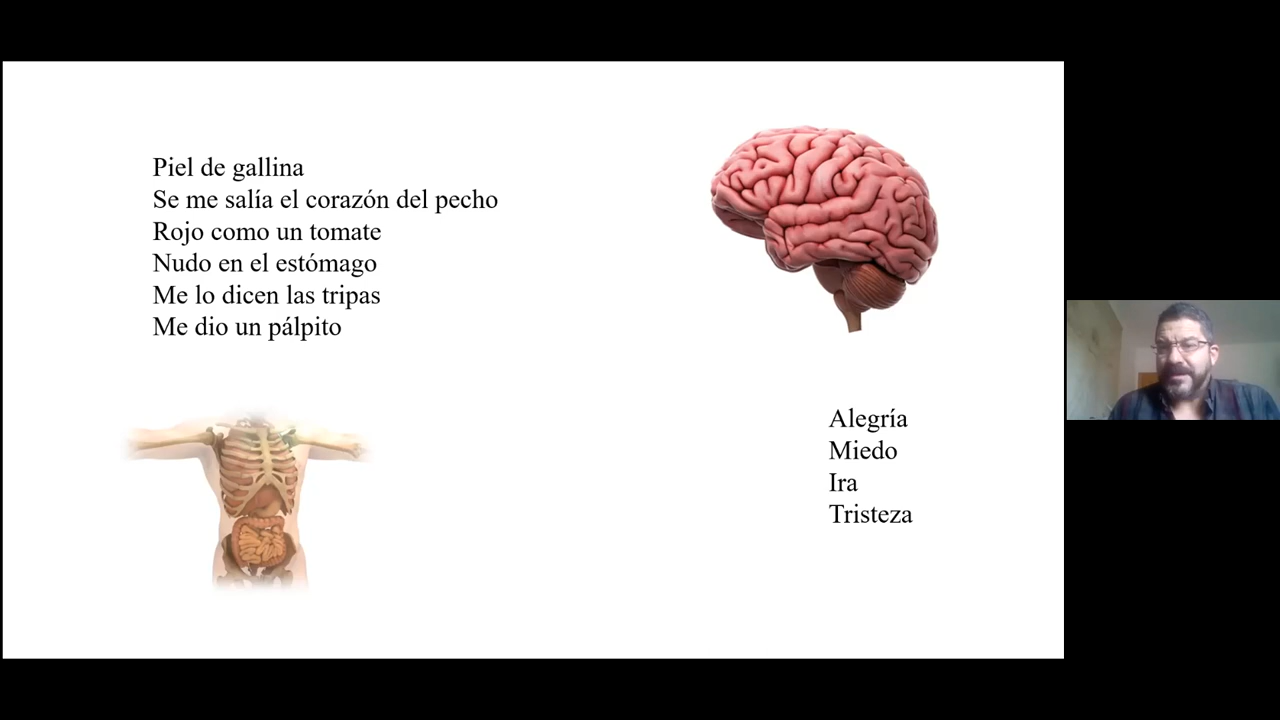 Piel de gallina
Se me salía el corazón del pecho
Rojo como un tomate
Nudo en el estómago
Me lo dicen las tripas
Me dio un pálpito
Alegría
Miedo
Ira
Tristeza